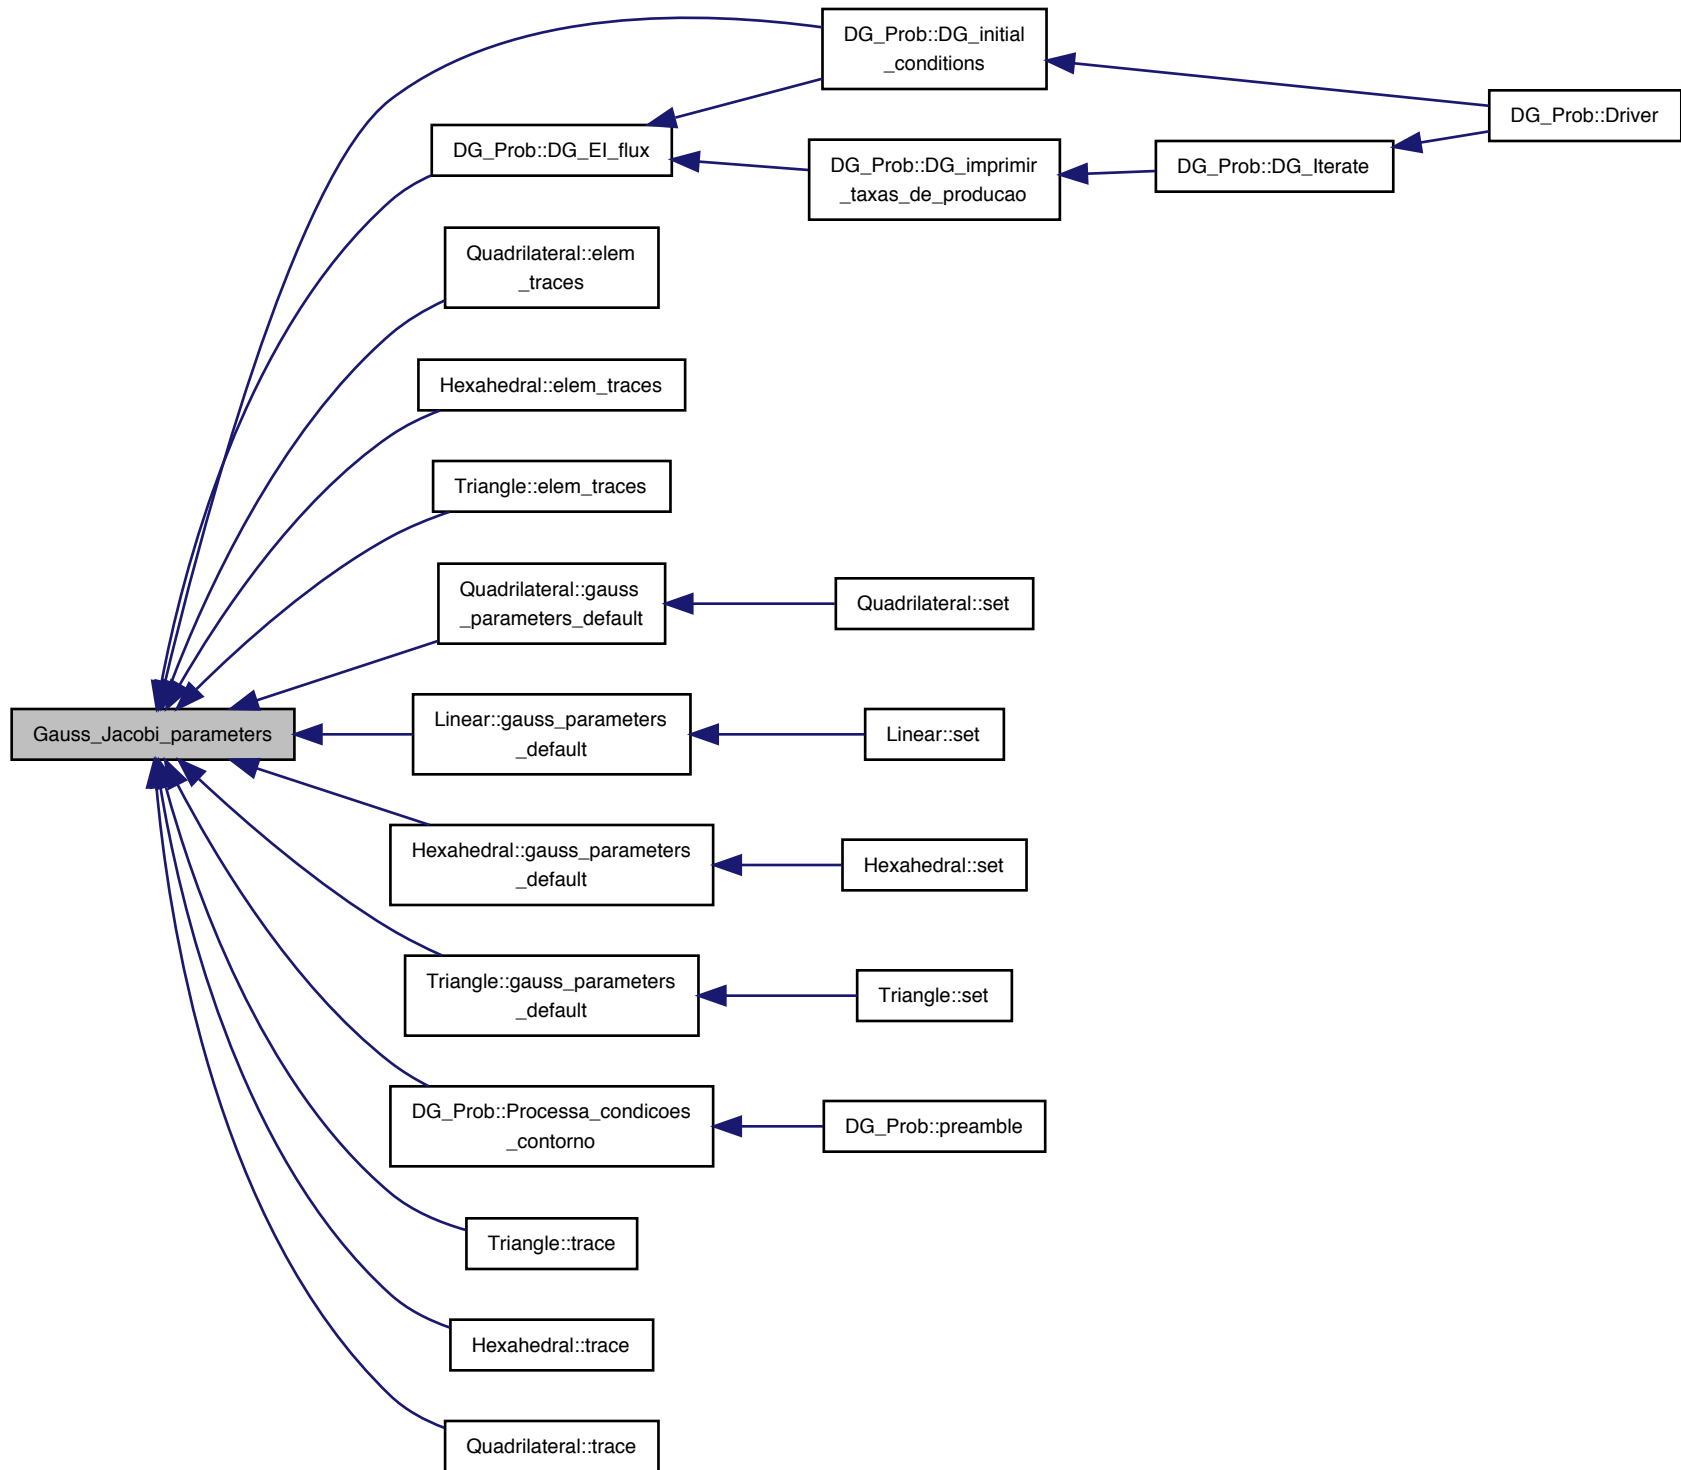 DG_Prob::DG_initial
_conditions
DG_Prob::Driver
DG_Prob::DG_EI_flux
DG_Prob::DG_imprimir
_taxas_de_producao
DG_Prob::DG_Iterate
Quadrilateral::elem
_traces
Hexahedral::elem_traces
Triangle::elem_traces
Quadrilateral::gauss
_parameters_default
Quadrilateral::set
Gauss_Jacobi_parameters
Linear::gauss_parameters
_default
Linear::set
Hexahedral::gauss_parameters
_default
Hexahedral::set
Triangle::gauss_parameters
_default
Triangle::set
DG_Prob::Processa_condicoes
_contorno
DG_Prob::preamble
Triangle::trace
Hexahedral::trace
Quadrilateral::trace